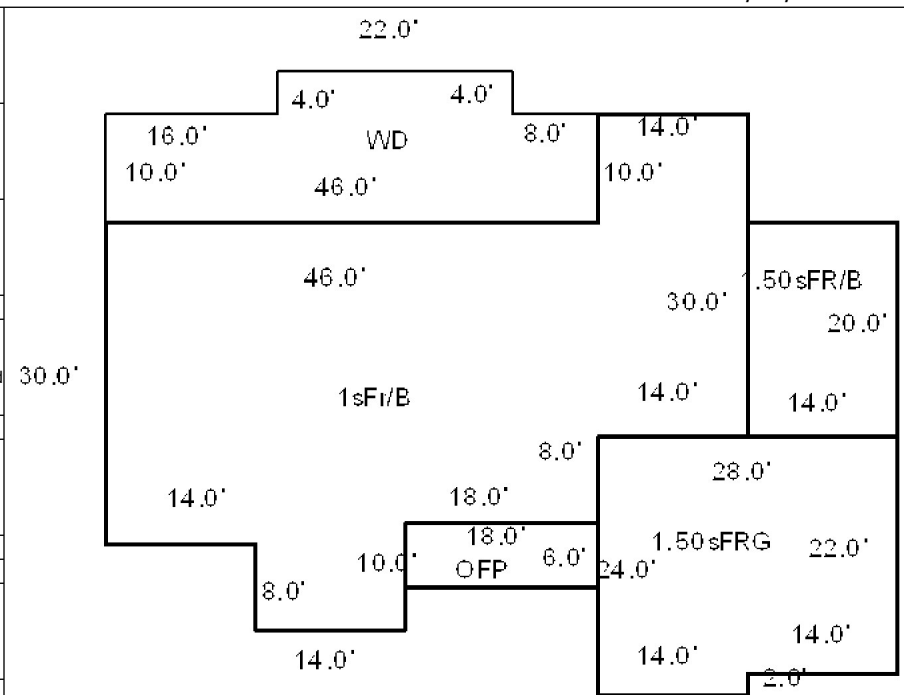 22.0'
4.0' 4.0'
16.0' WD 8.0' 14.0'
10.0' 46.0' 10.0'
46.0' 1.50sFR/B
30.0' 20.0'
30.0' 1sFr/B 14.0' 14.0'
8.0' 28.0'
14.0' 18.0'
18.0' 1.50sFRG 22.0'
10.0' OFP 6.0' 24.0'
8.0'
14.0' 14.0' 14.0'
2.0'